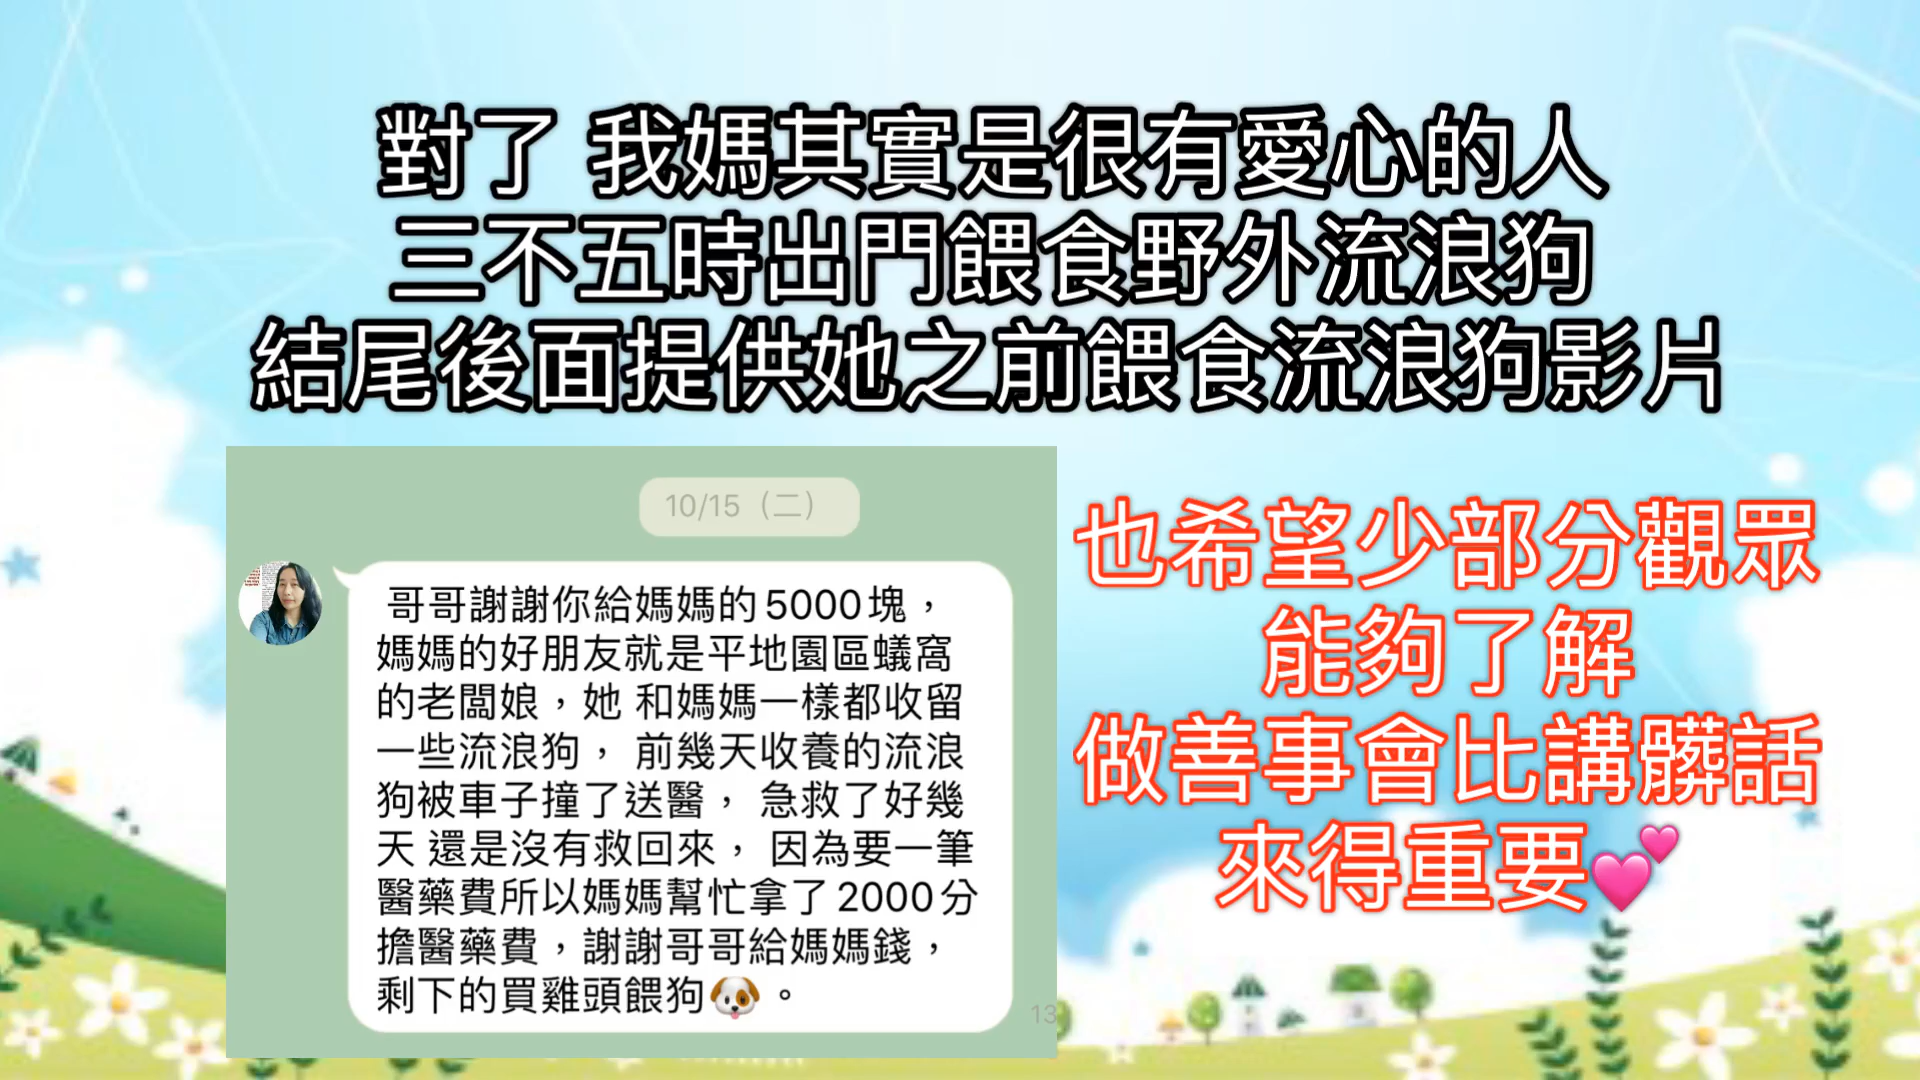 對了 我媽其實是很有愛心的人
三不五時出門餵食野外流浪狗
結尾後面提供她之前餵食流浪狗影片
10/15（二）
哥哥謝謝你給媽媽的5000塊，
媽媽的好朋友就是平地園區蟻窩
的老闆娘，她 和媽媽一樣都收留
一些流浪狗， 前幾天收養的流浪
狗被車子撞了送醫， 急救了好幾
天 還是沒有救回來， 因為要一筆
醫藥費所以媽媽幫忙拿了2000分
擔醫藥費，謝謝哥哥給媽媽錢，
剩下的買雞頭餵狗🐶。
13
也希望少部分觀眾
能夠了解
做善事會比講髒話
來得重要💕